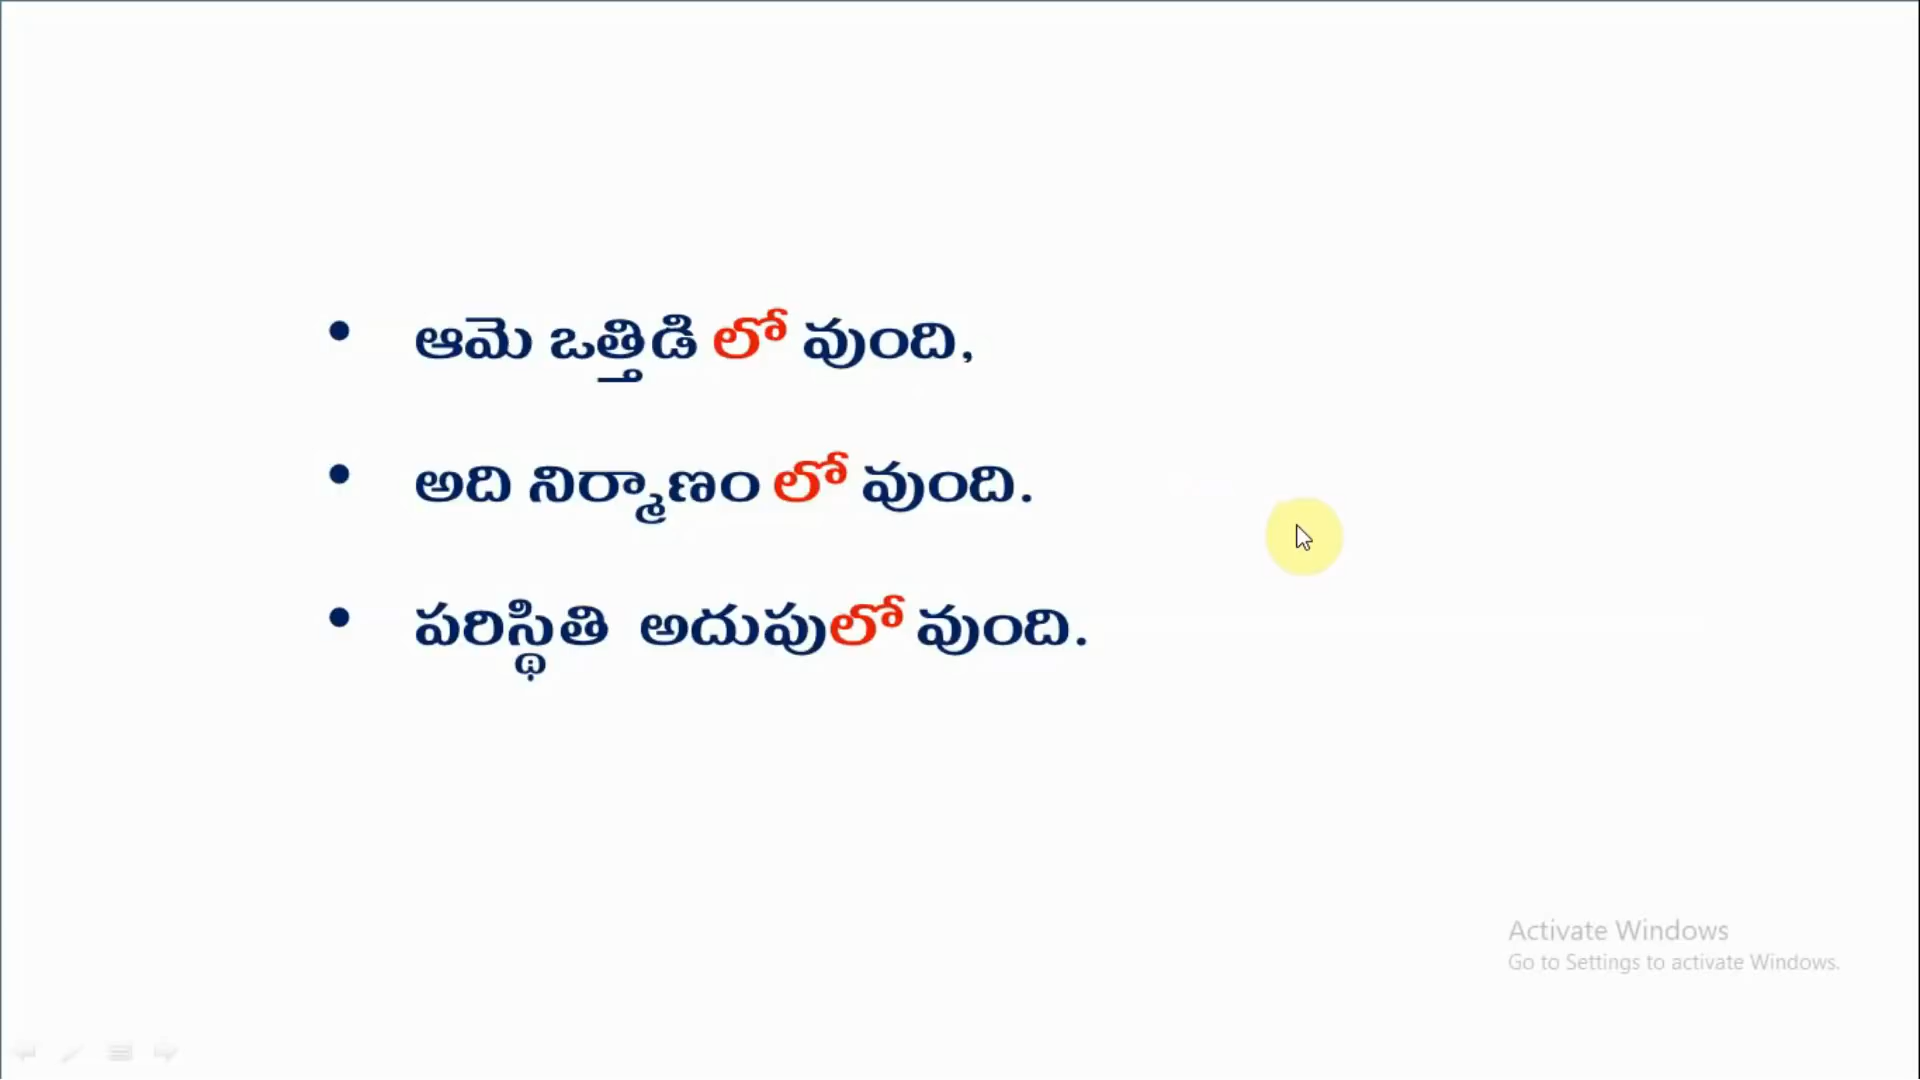 • ఆమె ఒత్తిడి లో వుంది,
• అది నిర్మాణం లో వుంది.
• పరిస్థితి అదుపులో వుంది.
Activate Windows
Go to Settings to activate Windows.